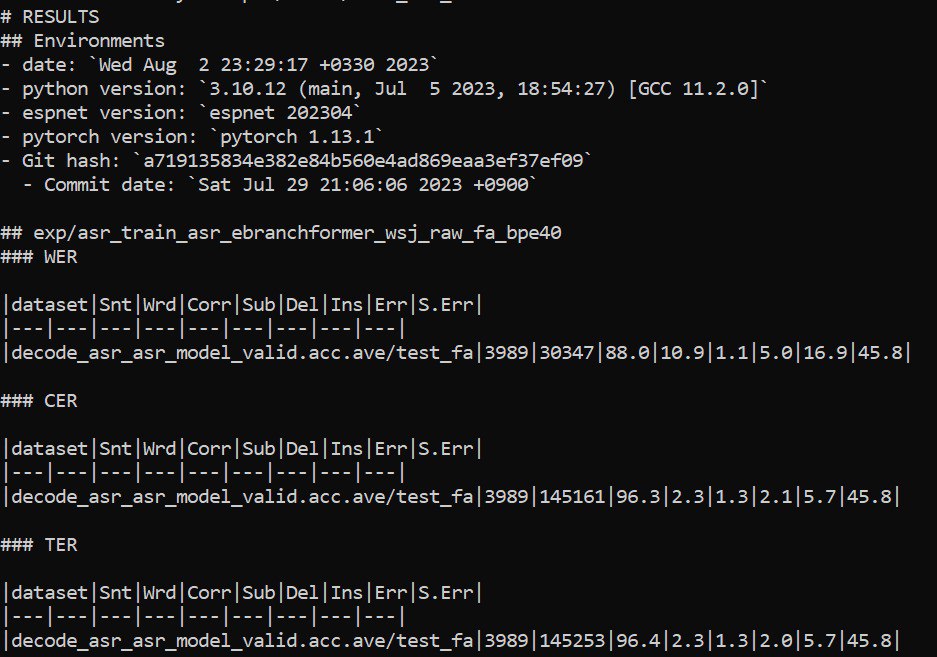 # RESULTS
## Environments
- date: `Wed Aug  2 23:29:17 +0330 2023`
- python version: `3.10.12 (main, Jul  5 2023, 18:54:27) [GCC 11.2.0]`
- espnet version: `espnet 202304`
- pytorch version: `pytorch 1.13.1`
- Git hash: `a719135834e382e84b560e4ad869eaa3ef37ef09`
  - Commit date: `Sat Jul 29 21:06:06 2023 +0900`
## exp/asr_train_asr_ebranchformer_wsj_raw_fa_bpe40
### WER
|dataset|Snt|Wrd|Corr|Sub|Del|Ins|Err|S.Err|
|---|---|---|---|---|---|---|---|---|
|decode_asr_asr_model_valid.acc.ave/test_fa|3989|30347|88.0|10.9|1.1|5.0|16.9|45.8|
### CER
|dataset|Snt|Wrd|Corr|Sub|Del|Ins|Err|S.Err|
|---|---|---|---|---|---|---|---|---|
|decode_asr_asr_model_valid.acc.ave/test_fa|3989|145161|96.3|2.3|1.3|2.1|5.7|45.8|
### TER
|dataset|Snt|Wrd|Corr|Sub|Del|Ins|Err|S.Err|
|---|---|---|---|---|---|---|---|---|
|decode_asr_asr_model_valid.acc.ave/test_fa|3989|145253|96.4|2.3|1.3|2.0|5.7|45.8|